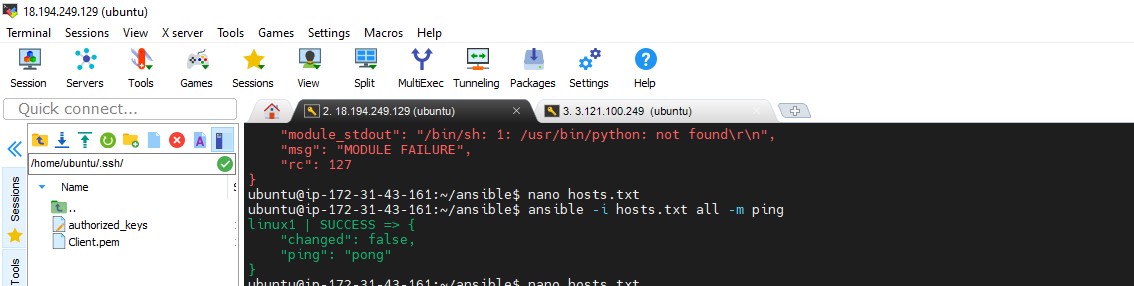 18.194.249.129 (ubuntu)
Terminal Sessions View X server Tools Games Settings Macros Help
Session Servers Tools Games Sessions View Split MultiExec Tunneling Packages Settings Help
Quick connect...
2. 18.194.249.129 (ubuntu)
3. 3.121.100.249 (ubuntu)
/home/ubuntu/.ssh/
Name
..
authorized_keys
Client.pem
Sessions
Tools
"module_stdout": "/bin/sh: 1: /usr/bin/python: not found\r\n",
"msg": "MODULE FAILURE",
"rc": 127
}
ubuntu@ip-172-31-43-161:~/ansible$ nano hosts.txt
ubuntu@ip-172-31-43-161:~/ansible$ ansible -i hosts.txt all -m ping
linux1 | SUCCESS => {
"changed": false,
"ping": "pong"
}
ubuntu@ip-172-31-43-161:~/ansible$ nano hosts.txt